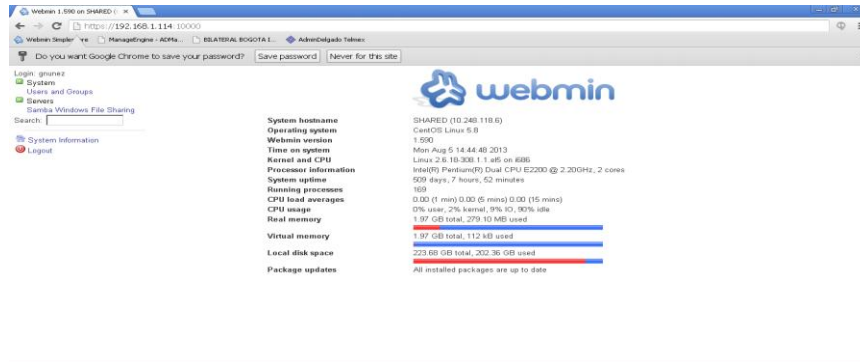 Webmin 1.590 on SHARED (
https://192.168.1.114:10000
Webmin ManageEngine - ADMa... BILATERAL BOGOTA I... AdminDelgado Telmex
Do you want Google Chrome to save your password? Save password Never for this site
Login: gnunez
System
Users and Groups
Servers
Samba Windows File Sharing
Search:
System Information
Logout
webmin
System hostname SHARED (10.248.118.6)
Operating system CentOS Linux 5.8
Webmin version 1.590
Time on system Mon Aug 5 14:44:48 2013
Kernel and CPU Linux 2.6.18-308.1.1.el5 on i686
Processor information Intel(R) Pentium(R) Dual CPU E2200 @ 2.20GHz, 2 cores
System uptime 509 days, 7 hours, 52 minutes
Running processes 169
CPU load averages 0.00 (1 min) 0.00 (5 mins) 0.00 (15 mins)
CPU usage 0% user, 2% kernel, 9% IO, 90% idle
Real memory 1.97 GB total, 279.10 MB used
Virtual memory 1.97 GB total, 112 kB used
Local disk space 223.68 GB total, 202.36 GB used
Package updates All installed packages are up to date